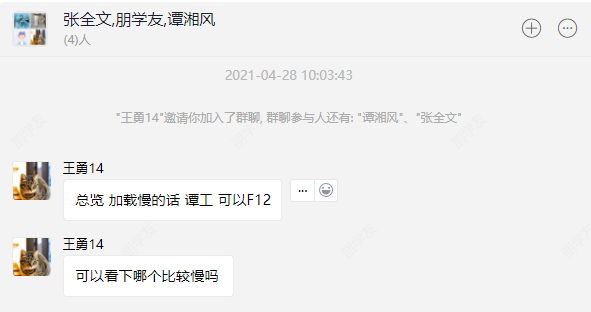 张全文,朋学友,谭湘风
(4)人
2021-04-28 10:03:43
"王勇14"邀请你加入了群聊, 群聊参与人还有: "谭湘风"、"张全文"
王勇14
总览 加载慢的话 谭工 可以F12
王勇14
可以看下哪个比较慢吗